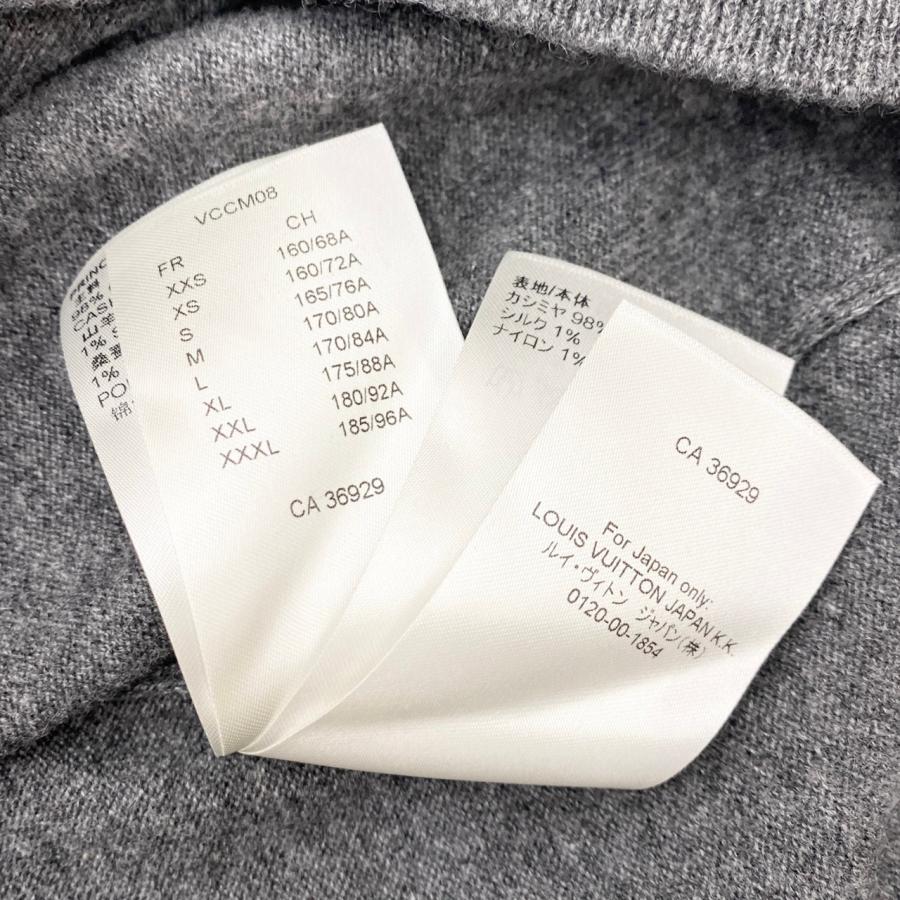 VCCM08
FR CH
XXS 160/68A
XS 160/72A
S 165/76A
M 170/80A
L 170/84A
XL 175/88A
XXL 180/92A
XXXL 185/96A
CA 36929
98%
1%
1%
表地/本体
カシミヤ 98%
シルク 1%
ナイロン 1%
CA 36929
For Japan only:
LOUIS VUITTON JAPAN K.K.
ルイ・ヴィトン ジャパン(株)
0120-00-1854